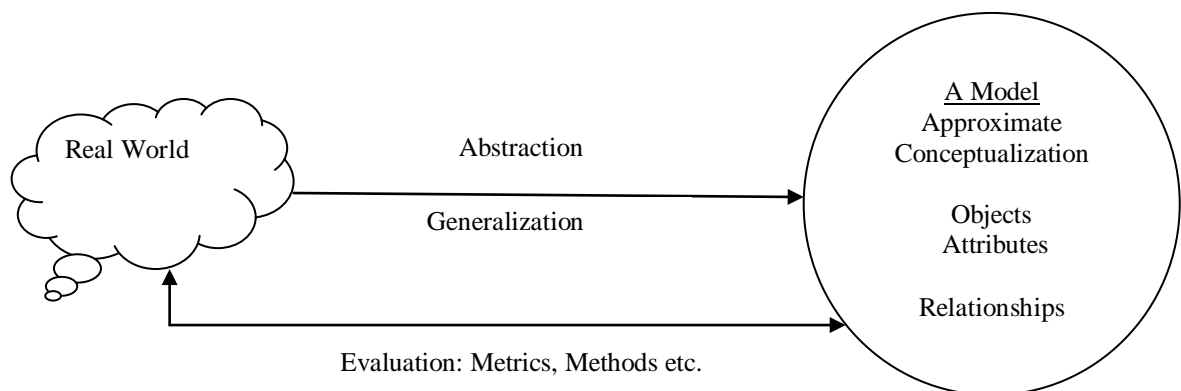 Real World
Abstraction
Generalization
A Model
Approximate
Conceptualization
Objects
Attributes
Relationships
Evaluation: Metrics, Methods etc.